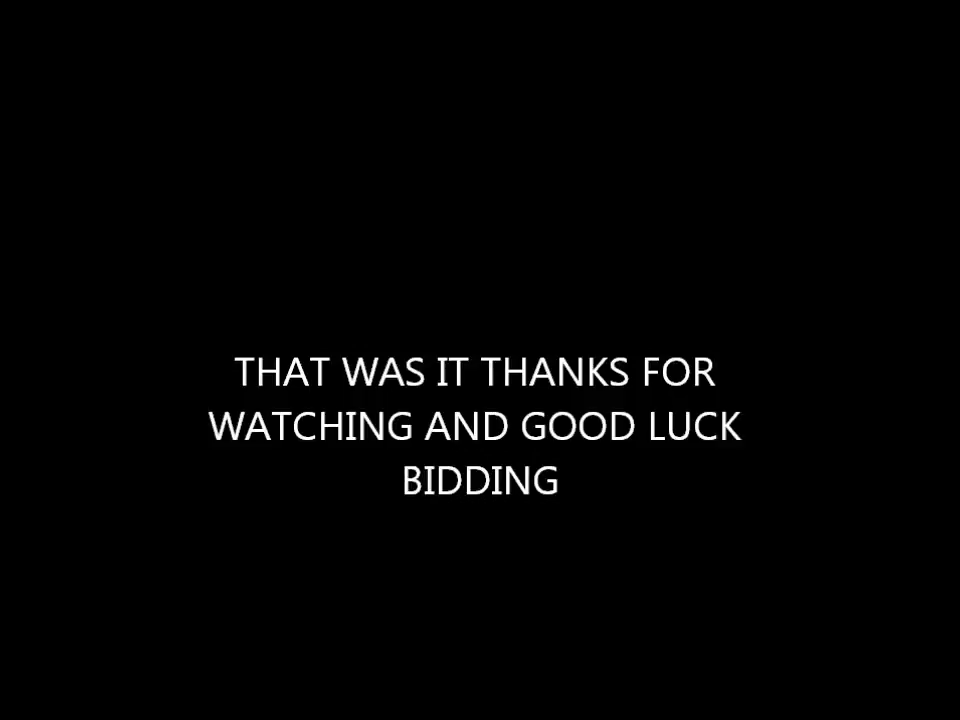 THAT WAS IT THANKS FOR
WATCHING AND GOOD LUCK
BIDDING